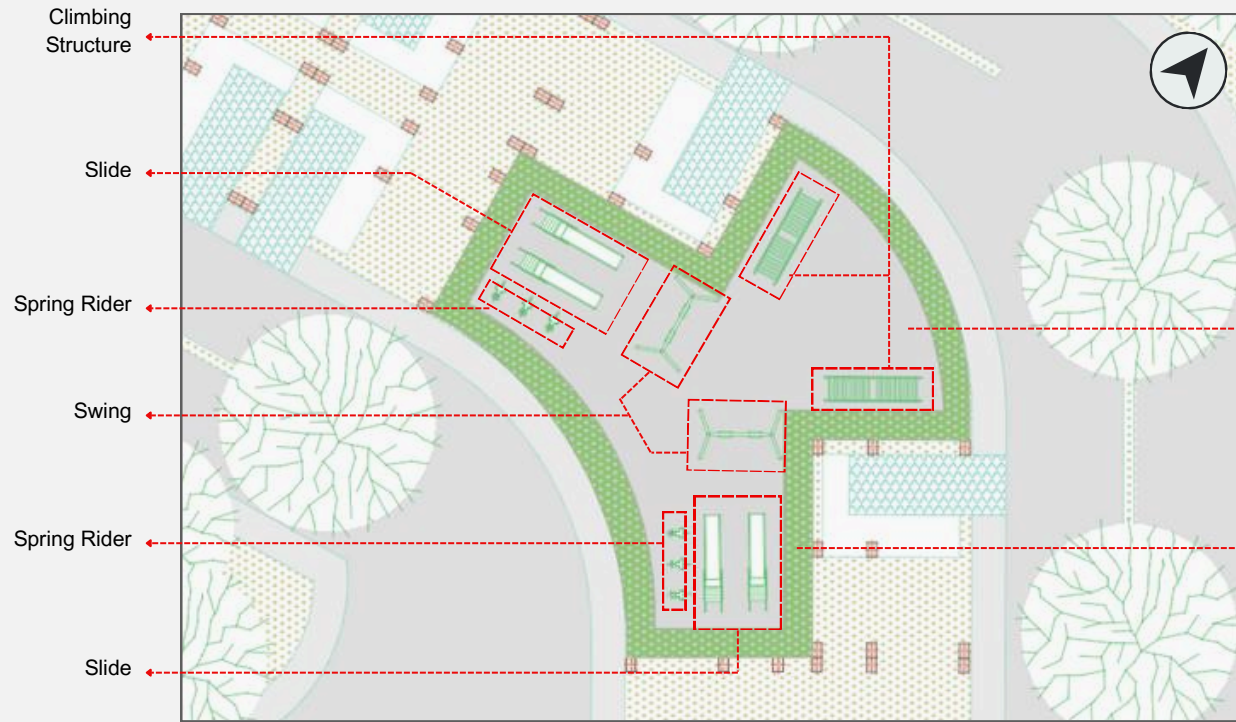 Climbing
Structure
Slide
Spring Rider
Swing
Spring Rider
Slide